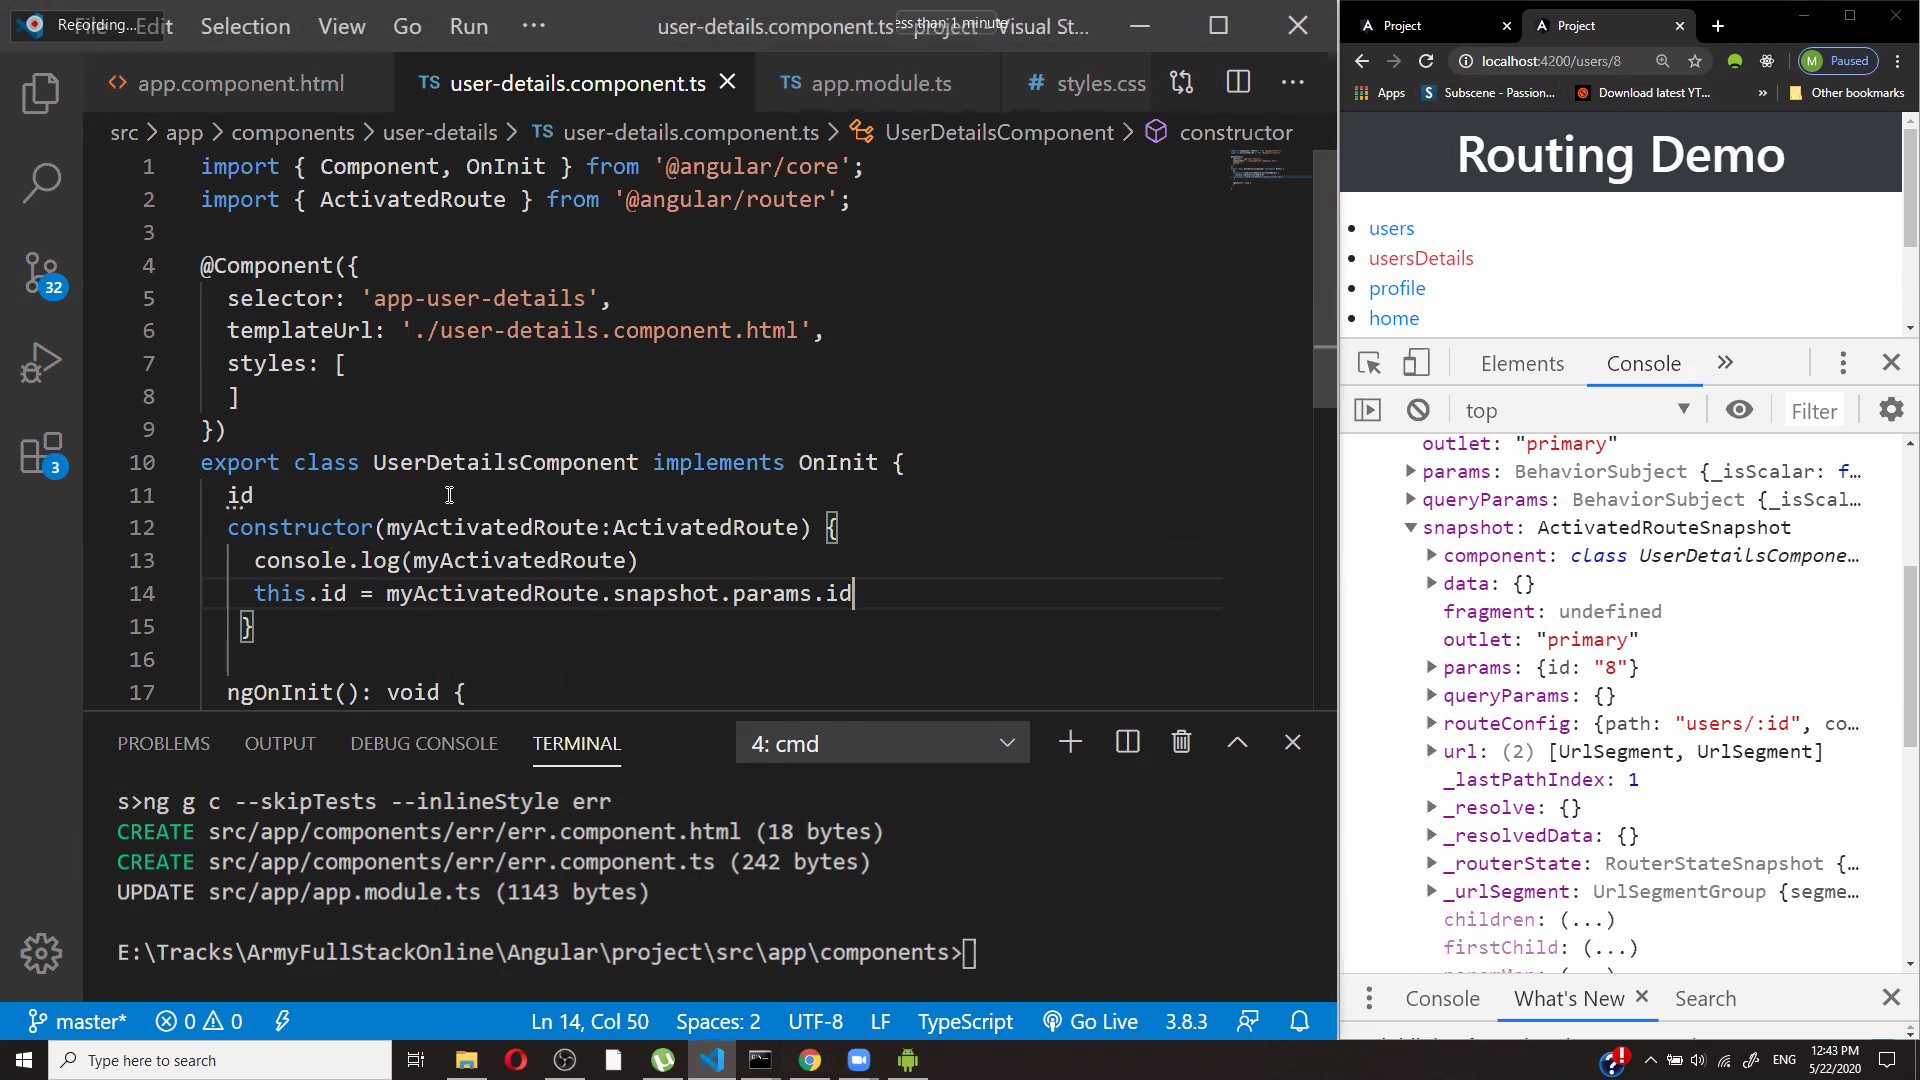 Recording...
File Edit Selection View Go Run ···
user-details.component.ts - project - Visual St...
ess than 1 minute
app.component.html
TS user-details.component.ts
TS app.module.ts
# styles.css
src > app > components > user-details > TS user-details.component.ts > UserDetailsComponent > constructor
1 import { Component, OnInit } from '@angular/core';
2 import { ActivatedRoute } from '@angular/router';
3
4 @Component({
5 selector: 'app-user-details',
6 templateUrl: './user-details.component.html',
7 styles: [
8 ]
9 })
10 export class UserDetailsComponent implements OnInit {
11 id
12 constructor(myActivatedRoute:ActivatedRoute) {
13 console.log(myActivatedRoute)
14 this.id = myActivatedRoute.snapshot.params.id
15 }
16
17 ngOnInit(): void {
32
3
PROBLEMS OUTPUT DEBUG CONSOLE TERMINAL 4: cmd
s>ng g c --skipTests --inlineStyle err
CREATE src/app/components/err/err.component.html (18 bytes)
CREATE src/app/components/err/err.component.ts (242 bytes)
UPDATE src/app/app.module.ts (1143 bytes)
E:\Tracks\ArmyFullStackOnline\Angular\project\src\app\components>
master* 0 0 Ln 14, Col 50 Spaces: 2 UTF-8 LF TypeScript Go Live 3.8.3
Project
Project
localhost:4200/users/8
M Paused
Apps
Subscene - Passion...
Download latest YT...
» Other bookmarks
Routing Demo
users
usersDetails
profile
home
Elements Console »
top Filter
outlet: "primary"
params: BehaviorSubject {_isScalar: f...
queryParams: BehaviorSubject {_isScal...
snapshot: ActivatedRouteSnapshot
component: class UserDetailsCompone...
data: {}
fragment: undefined
outlet: "primary"
params: {id: "8"}
queryParams: {}
routeConfig: {path: "users/:id", co...
url: (2) [UrlSegment, UrlSegment]
_lastPathIndex: 1
_resolve: {}
_resolvedData: {}
_routerState: RouterStateSnapshot {...
_urlSegment: UrlSegmentGroup {segme...
children: (...)
firstChild: (...)
Console What's New Search
Type here to search
ENG
12:43 PM
5/22/2020